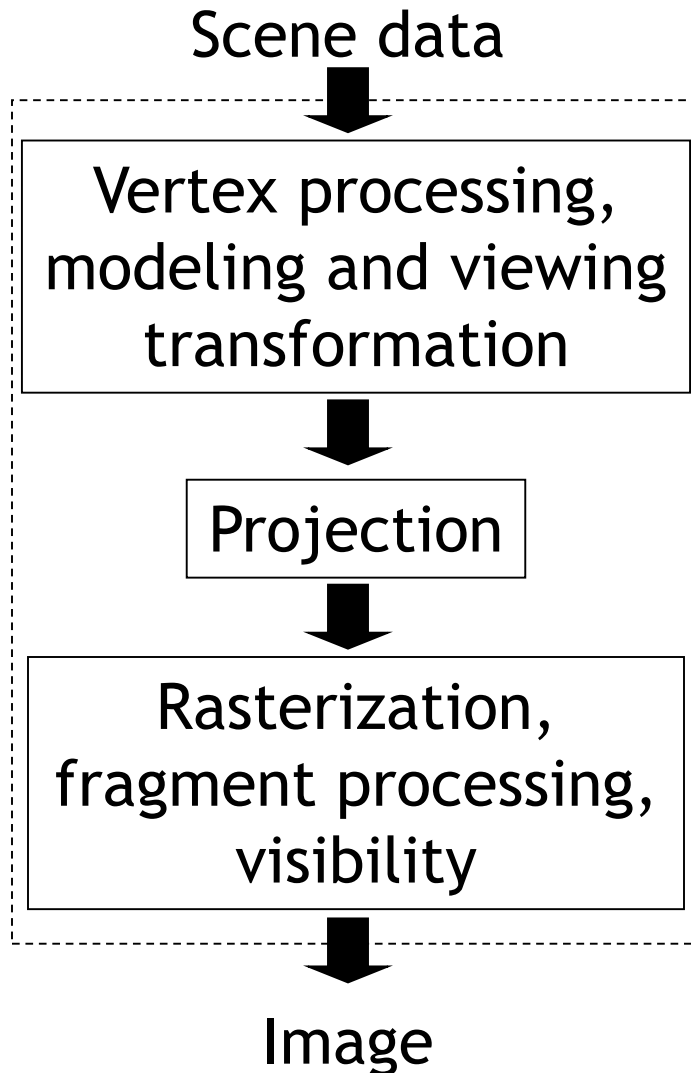 Scene data
Vertex processing,
modeling and viewing
transformation
Projection
Rasterization,
fragment processing,
visibility
Image